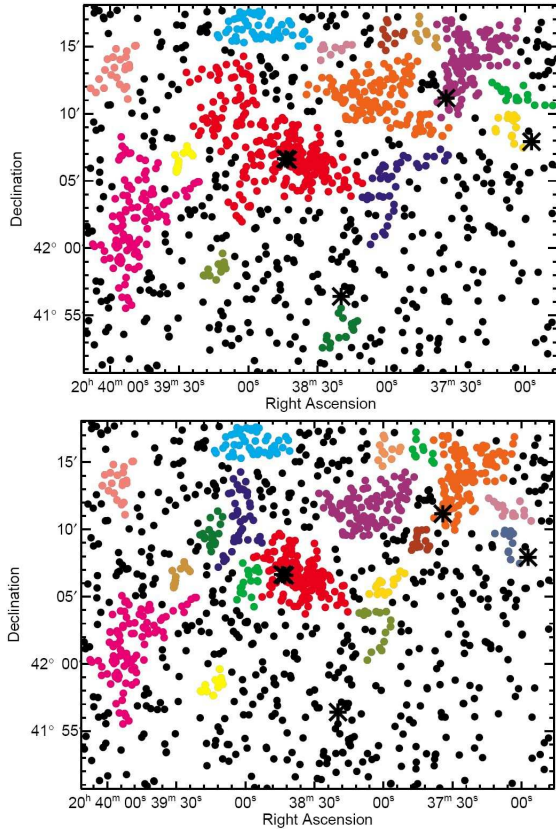 15′
10′
05′
42° 00′
41° 55′
Declination
20ʰ 40ᵐ 00ˢ 39ᵐ 30ˢ 00ˢ 38ᵐ 30ˢ 00ˢ 37ᵐ 30ˢ 00ˢ
Right Ascension
15′
10′
05′
42° 00′
41° 55′
Declination
20ʰ 40ᵐ 00ˢ 39ᵐ 30ˢ 00ˢ 38ᵐ 30ˢ 00ˢ 37ᵐ 30ˢ 00ˢ
Right Ascension